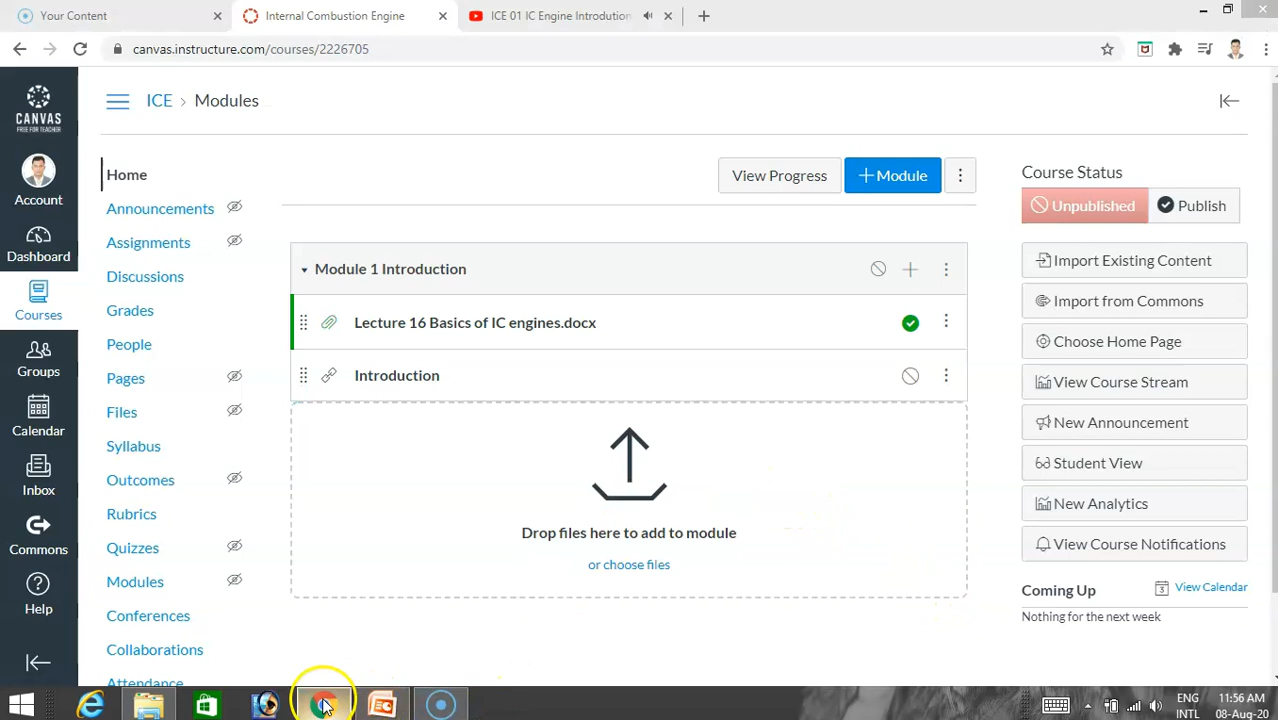 Your Content
Internal Combustion Engine
ICE 01 IC Engine Introdution
canvas.instructure.com/courses/2226705
CANVAS
FREE FOR TEACHER
Account
Dashboard
Courses
Groups
Calendar
Inbox
Commons
Help
ICE > Modules
Home
Announcements
Assignments
Discussions
Grades
People
Pages
Files
Syllabus
Outcomes
Rubrics
Quizzes
Modules
Conferences
Collaborations
Attendance
View Progress
+ Module
Module 1 Introduction
Lecture 16 Basics of IC engines.docx
Introduction
Drop files here to add to module
or choose files
Course Status
Unpublished
Publish
Import Existing Content
Import from Commons
Choose Home Page
View Course Stream
New Announcement
Student View
New Analytics
View Course Notifications
Coming Up
View Calendar
Nothing for the next week
ENG
INTL
11:56 AM
08-Aug-20